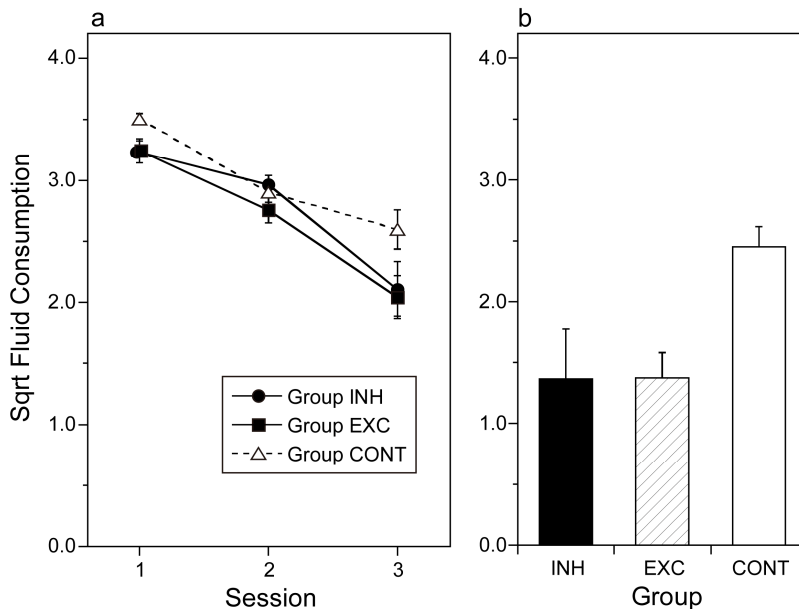 a
Sqrt Fluid Consumption
4.0
3.0
2.0
1.0
0.0
Group INH
Group EXC
Group CONT
1 2 3
Session
b
4.0
3.0
2.0
1.0
0.0
INH EXC CONT
Group